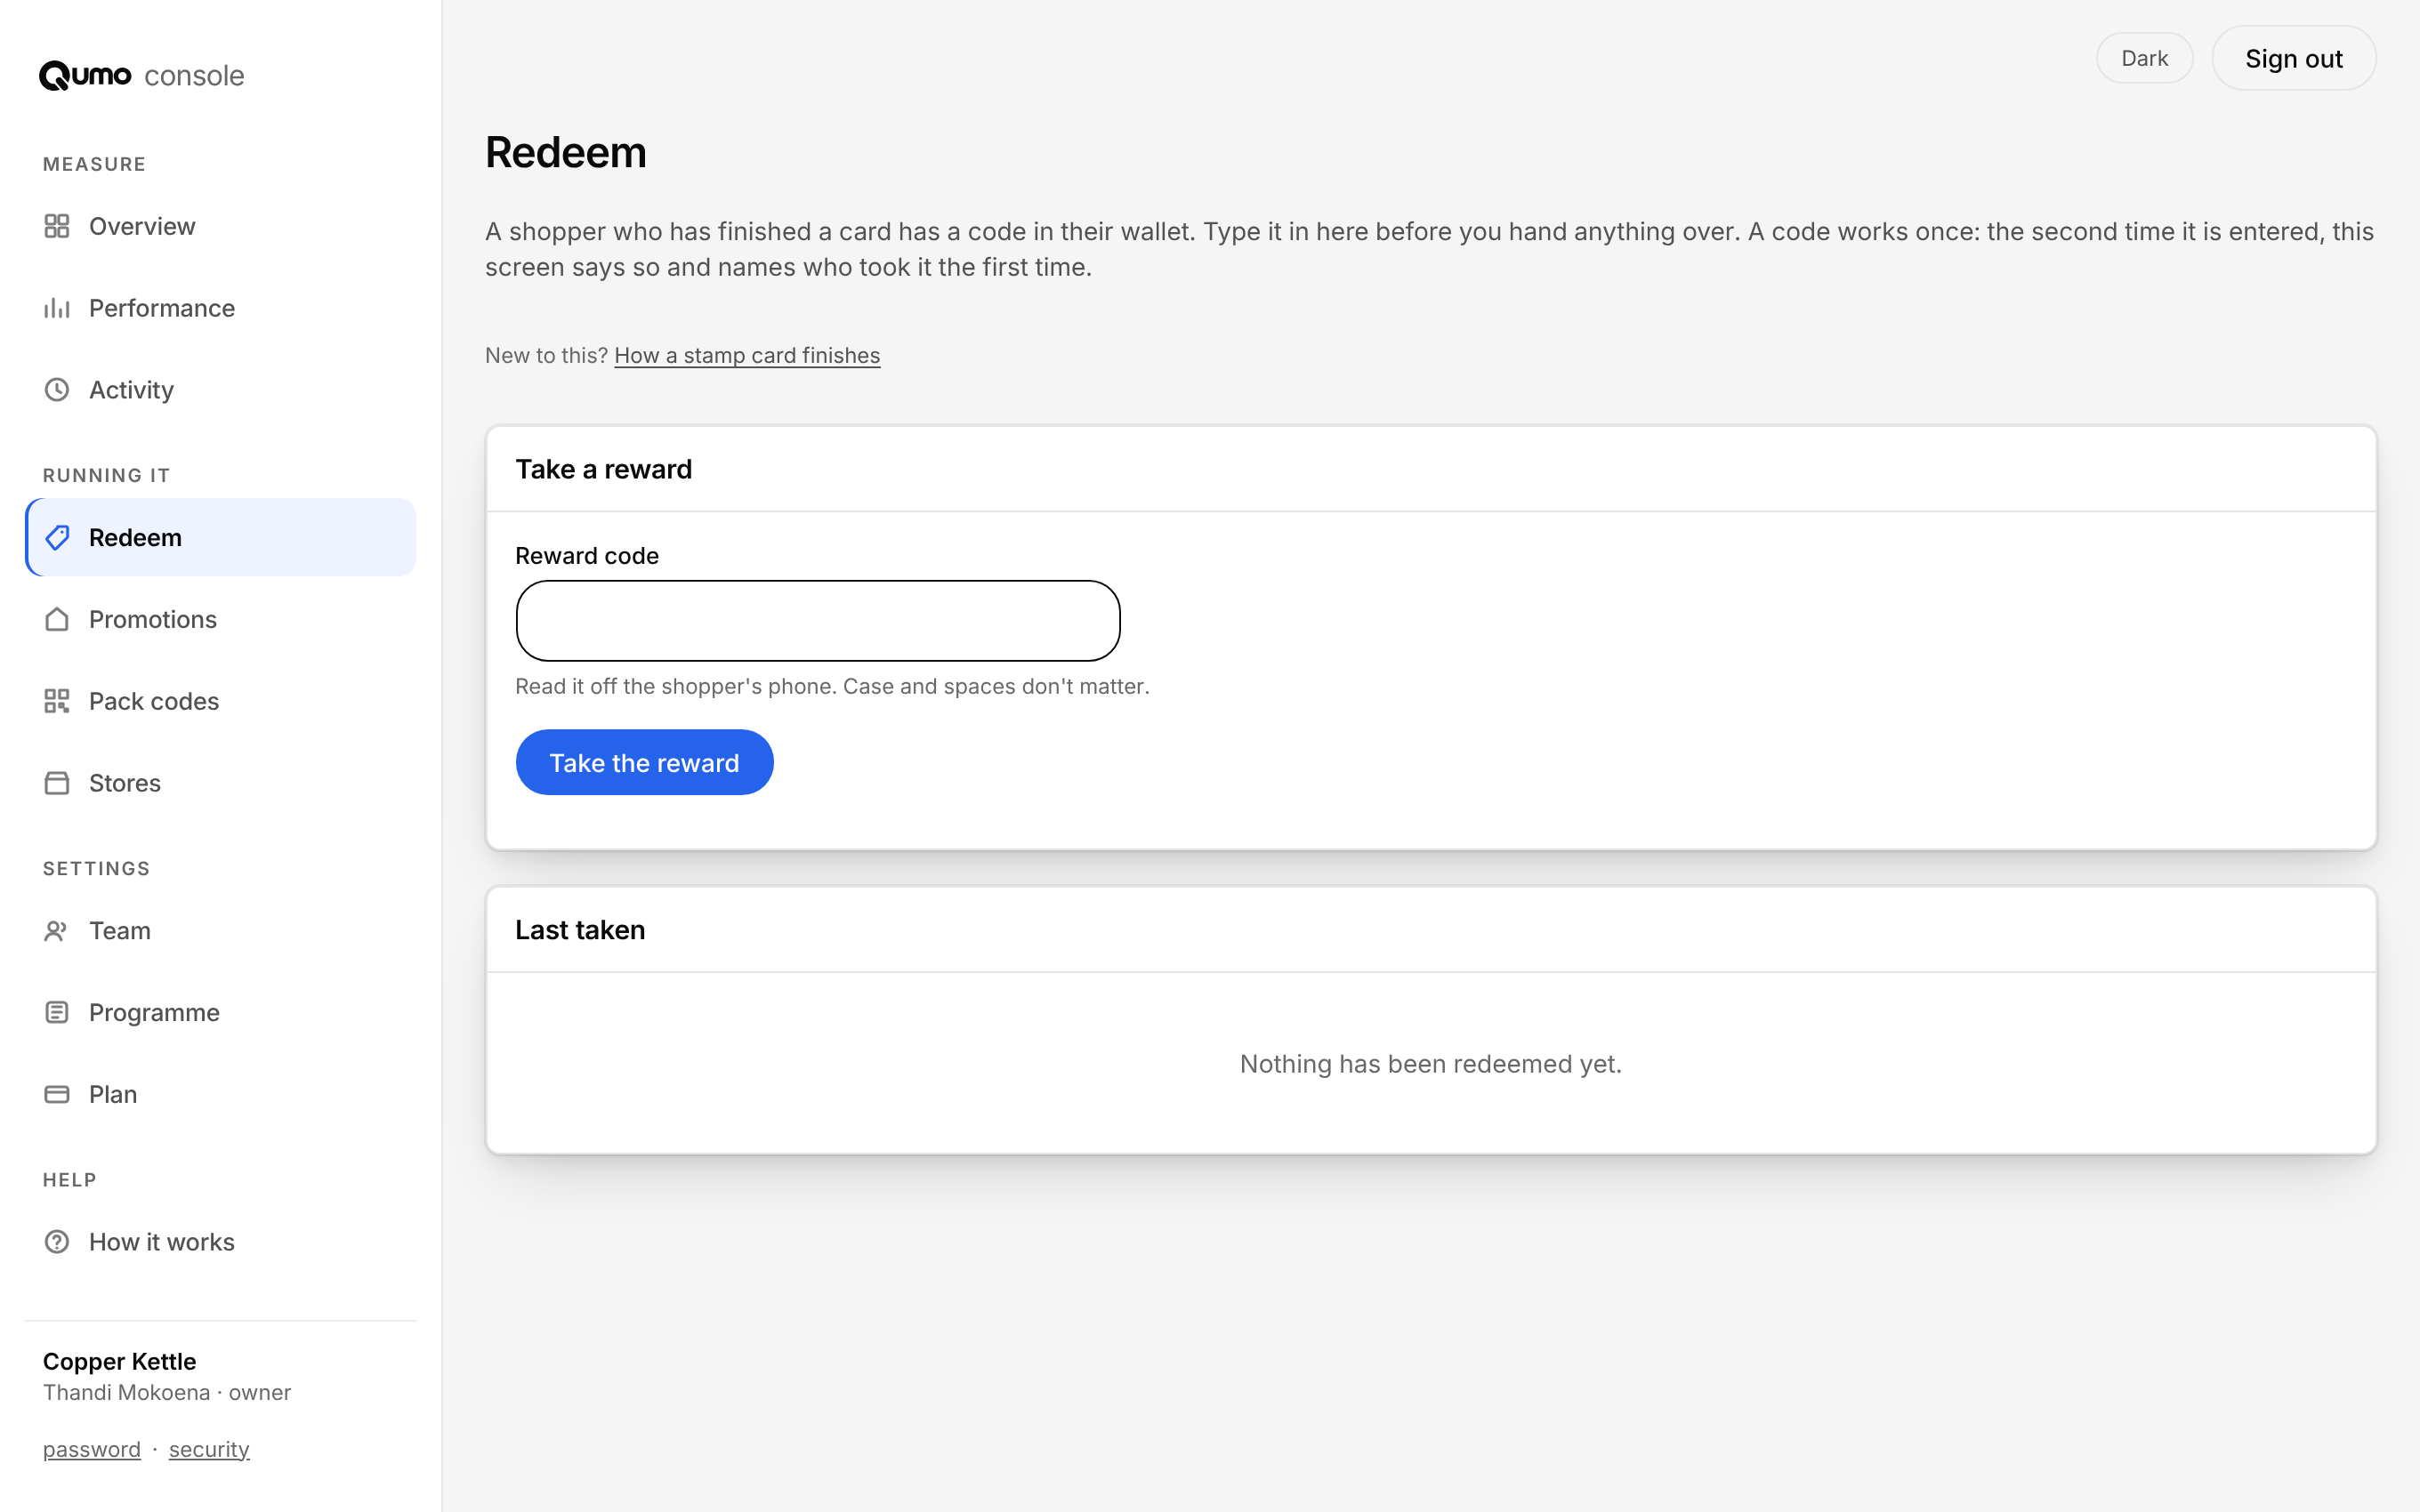 Qumo console
MEASURE
Overview
Performance
Activity
RUNNING IT
Redeem
Promotions
Pack codes
Stores
SETTINGS
Team
Programme
Plan
HELP
How it works
Copper Kettle
Thandi Mokoena · owner
password · security
Dark
Sign out
Redeem
A shopper who has finished a card has a code in their wallet. Type it in here before you hand anything over. A code works once: the second time it is entered, this
screen says so and names who took it the first time.
New to this? How a stamp card finishes
Take a reward
Reward code
Read it off the shopper's phone. Case and spaces don't matter.
Take the reward
Last taken
Nothing has been redeemed yet.